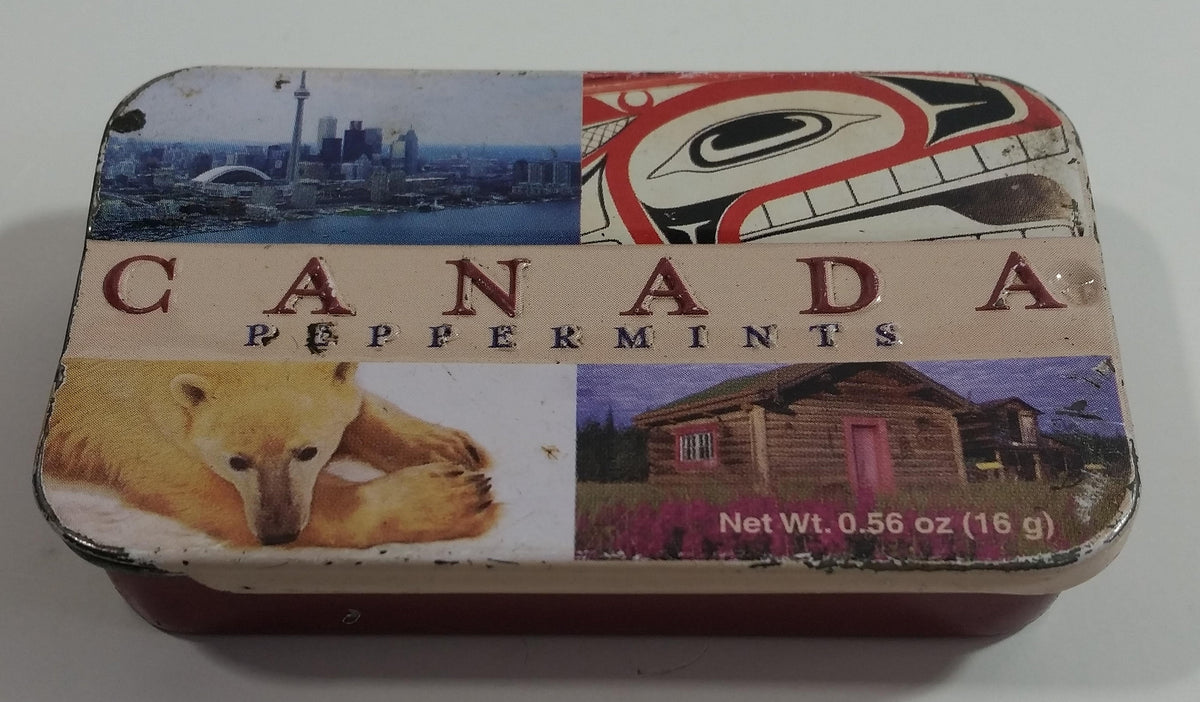 CANADA
PEPPERMINTS
Net Wt. 0.56 oz (16 g)